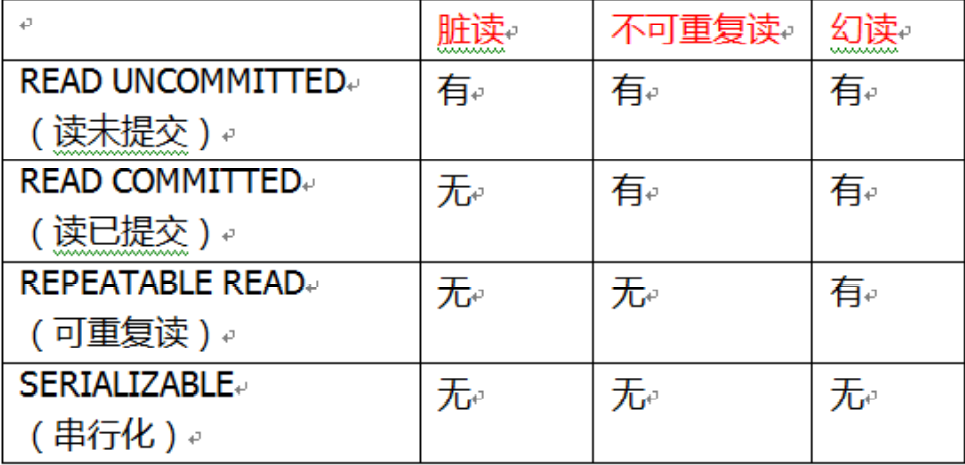 脏读 不可重复读 幻读
READ UNCOMMITTED 有 有 有
（读未提交）
READ COMMITTED 无 有 有
（读已提交）
REPEATABLE READ 无 无 有
（可重复读）
SERIALIZABLE 无 无 无
（串行化）